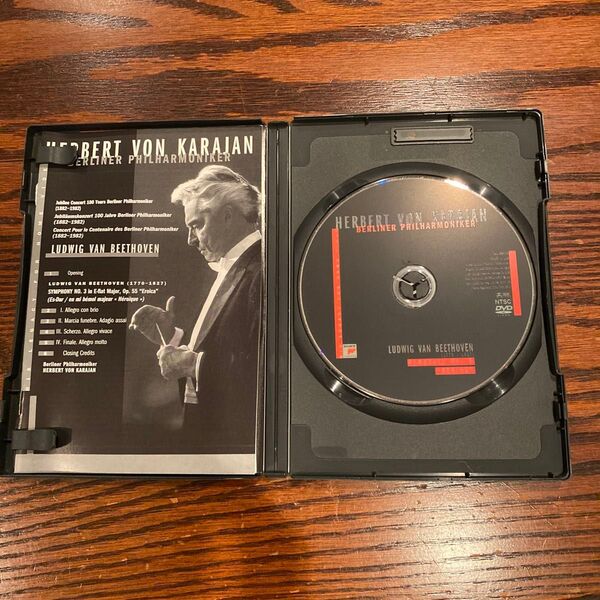 HERBERT VON KARAJAN
BERLINER PHILHARMONIKER
Jubilee Concert 100 Years Berliner Philharmoniker
(1882–1982)
Jubiläumskonzert 100 Jahre Berliner Philharmoniker
(1882–1982)
Concert Pour le Centenaire des Berliner Philharmoniker
(1882–1982)
LUDWIG VAN BEETHOVEN
Opening
LUDWIG VAN BEETHOVEN (1770–1827)
SYMPHONY NO. 3 in E-flat Major, Op. 55 "Eroica"
(Es-Dur / en mi bémol majeur « Héroïque »)
I. Allegro con brio
II. Marcia funebre. Adagio assai
III. Scherzo. Allegro vivace
IV. Finale. Allegro molto
Closing Credits
Berliner Philharmoniker
HERBERT VON KARAJAN
HERBERT VON KARAJAN
BERLINER PHILHARMONIKER
NTSC
DVD
LUDWIG VAN BEETHOVEN